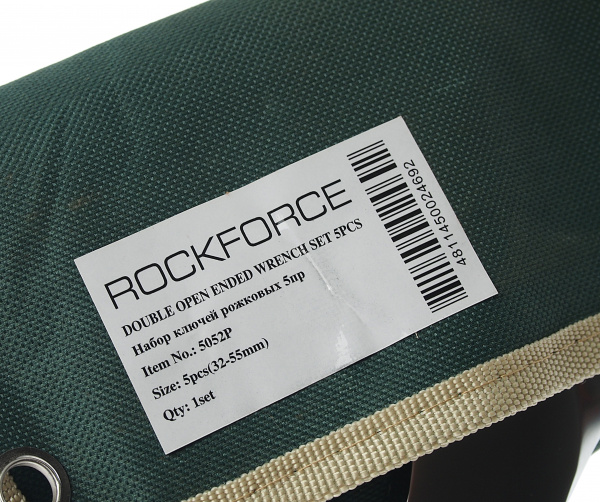 ROCKFORCE
DOUBLE OPEN ENDED WRENCH SET 5PCS
Набор ключей рожковых 5пр
Item No.: 5052P
Size: 5pcs(32-55mm)
Qty: 1set
4811450024692